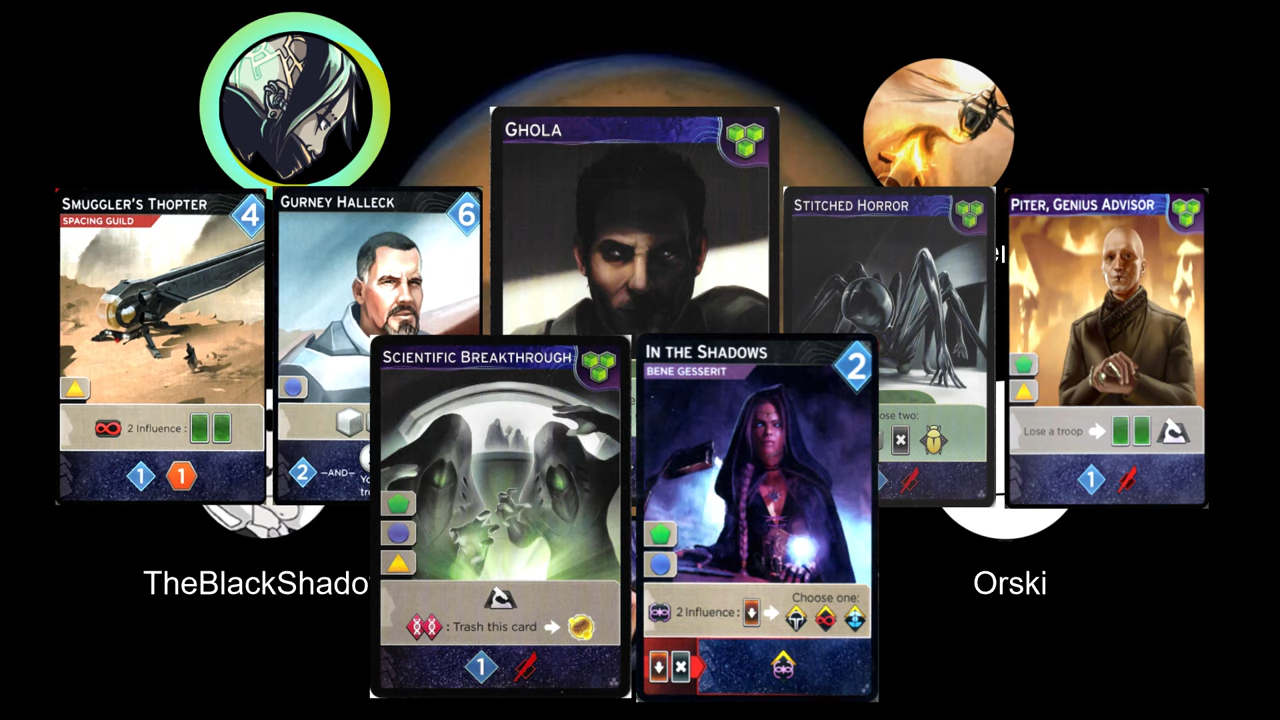 GHOLA
SMUGGLER'S THOPTER
4
SPACING GUILD
2 Influence :
1
1
GURNEY HALLECK
6
2
—AND—
Yo
tr
STITCHED HORROR
ose two:
PITER, GENIUS ADVISOR
Lose a troop
1
SCIENTIFIC BREAKTHROUGH
: Trash this card
1
IN THE SHADOWS
2
BENE GESSERIT
2 Influence :
Choose one:
TheBlackShado
Orski